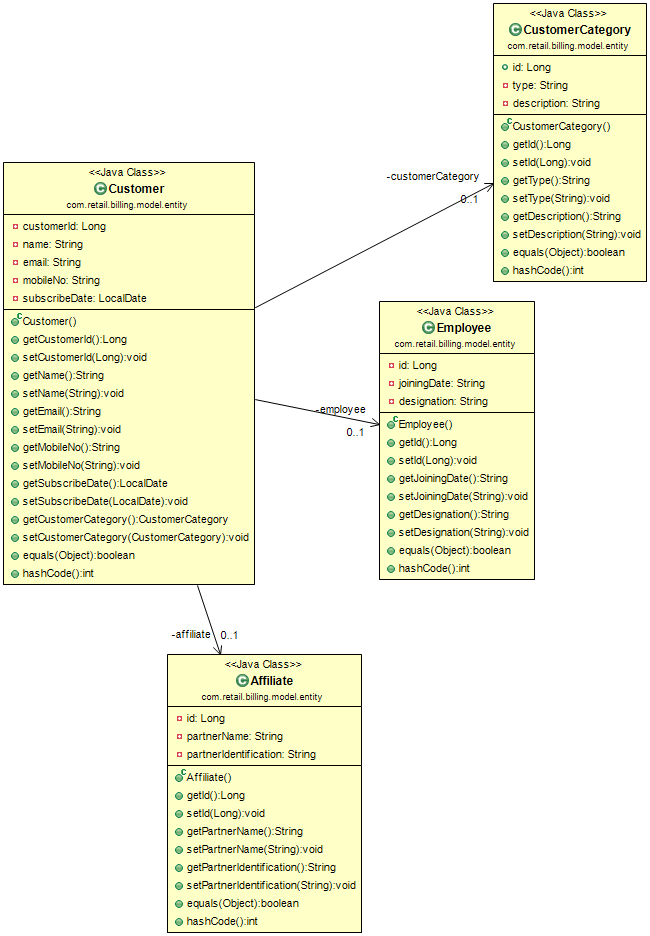 <<Java Class>>
CustomerCategory
com.retail.billing.model.entity
id: Long
type: String
description: String
CustomerCategory()
getId():Long
setId(Long):void
getType():String
setType(String):void
getDescription():String
setDescription(String):void
equals(Object):boolean
hashCode():int
-customerCategory
0..1
<<Java Class>>
Customer
com.retail.billing.model.entity
customerId: Long
name: String
email: String
mobileNo: String
subscribeDate: LocalDate
Customer()
getCustomerId():Long
setCustomerId(Long):void
getName():String
setName(String):void
getEmail():String
setEmail(String):void
getMobileNo():String
setMobileNo(String):void
getSubscribeDate():LocalDate
setSubscribeDate(LocalDate):void
getCustomerCategory():CustomerCategory
setCustomerCategory(CustomerCategory):void
equals(Object):boolean
hashCode():int
-employee
0..1
<<Java Class>>
Employee
com.retail.billing.model.entity
id: Long
joiningDate: String
designation: String
Employee()
getId():Long
setId(Long):void
getJoiningDate():String
setJoiningDate(String):void
getDesignation():String
setDesignation(String):void
equals(Object):boolean
hashCode():int
-affiliate
0..1
<<Java Class>>
Affiliate
com.retail.billing.model.entity
id: Long
partnerName: String
partnerIdentification: String
Affiliate()
getId():Long
setId(Long):void
getPartnerName():String
setPartnerName(String):void
getPartnerIdentification():String
setPartnerIdentification(String):void
equals(Object):boolean
hashCode():int